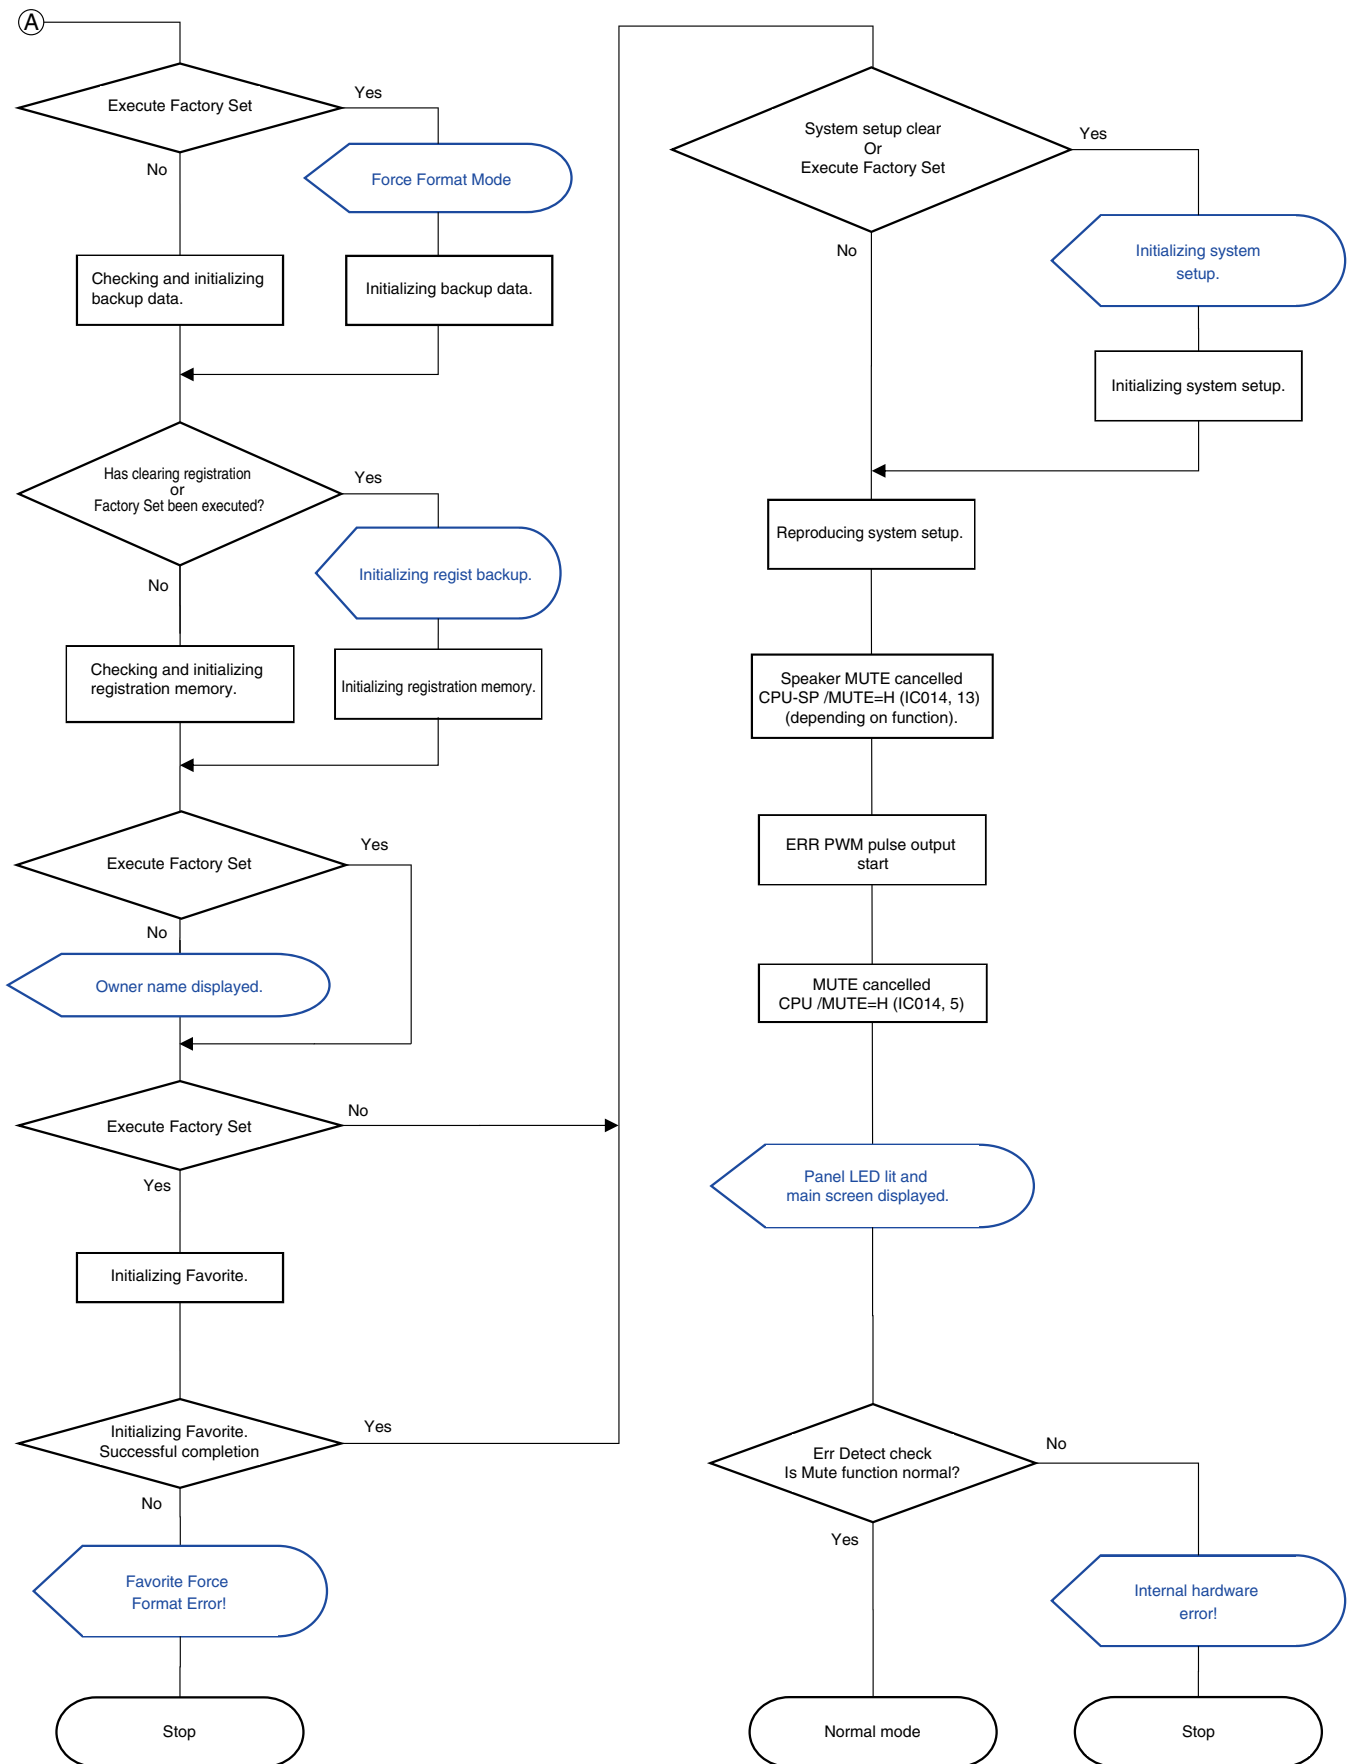 A
Execute Factory Set
Yes
No
Force Format Mode
Checking and initializing
backup data.
Initializing backup data.
Has clearing registration
or
Factory Set been executed?
Yes
No
Initializing regist backup.
Checking and initializing
registration memory.
Initializing registration memory.
Execute Factory Set
Yes
No
Owner name displayed.
Execute Factory Set
No
Yes
Initializing Favorite.
Initializing Favorite.
Successful completion
Yes
No
Favorite Force
Format Error!
Stop
System setup clear
Or
Execute Factory Set
Yes
No
Initializing system
setup.
Initializing system setup.
Reproducing system setup.
Speaker MUTE cancelled
CPU-SP /MUTE=H (IC014, 13)
(depending on function).
ERR PWM pulse output
start
MUTE cancelled
CPU /MUTE=H (IC014, 5)
Panel LED lit and
main screen displayed.
Err Detect check
Is Mute function normal?
No
Yes
Internal hardware
error!
Normal mode
Stop